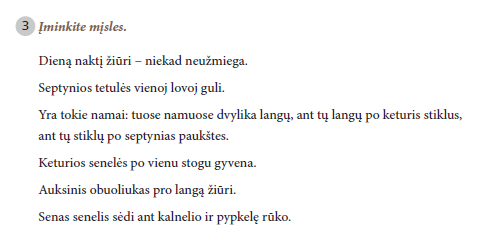 3 Įminkite mįsles.
Dieną naktį žiūri – niekad neužmiega.
Septynios tetulės vienoj lovoj guli.
Yra tokie namai: tuose namuose dvylika langų, ant tų langų po keturis stiklus,
ant tų stiklų po septynias paukštes.
Keturios senelės po vienu stogu gyvena.
Auksinis obuoliukas pro langą žiūri.
Senas senelis sėdi ant kalnelio ir pypkelę rūko.